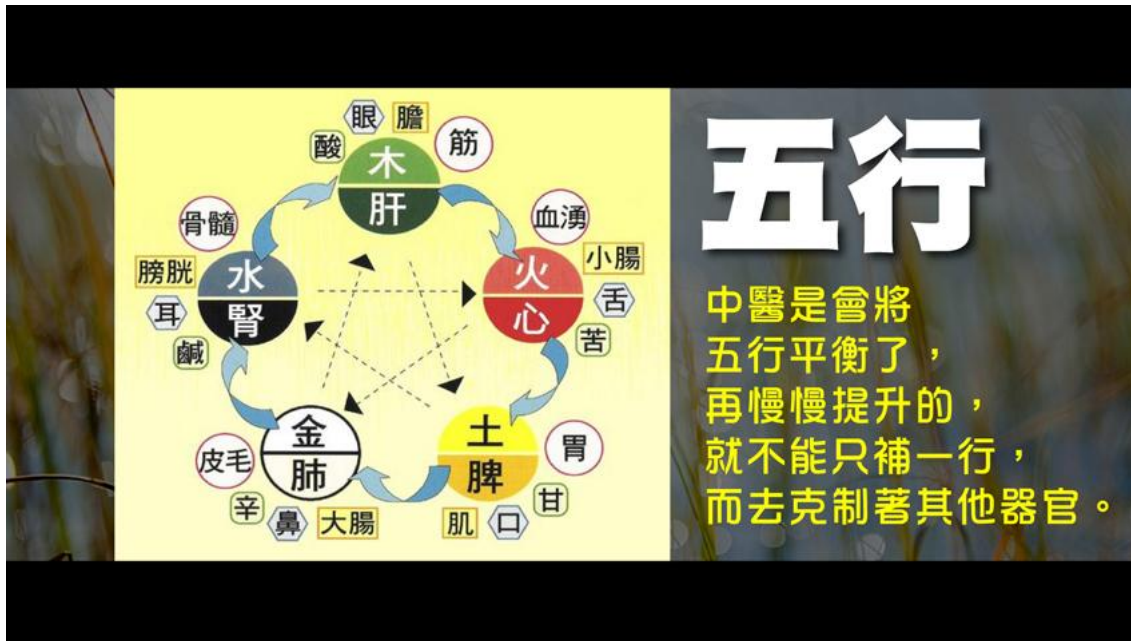 眼
膽
酸
筋
木
肝
血湧
骨髓
小腸
膀胱
水
火
舌
耳
腎
心
苦
鹹
金
土
胃
皮毛
肺
脾
甘
辛
鼻
大腸
肌
口
五行
中醫是會將
五行平衡了，
再慢慢提升的，
就不能只補一行，
而去克制著其他器官。